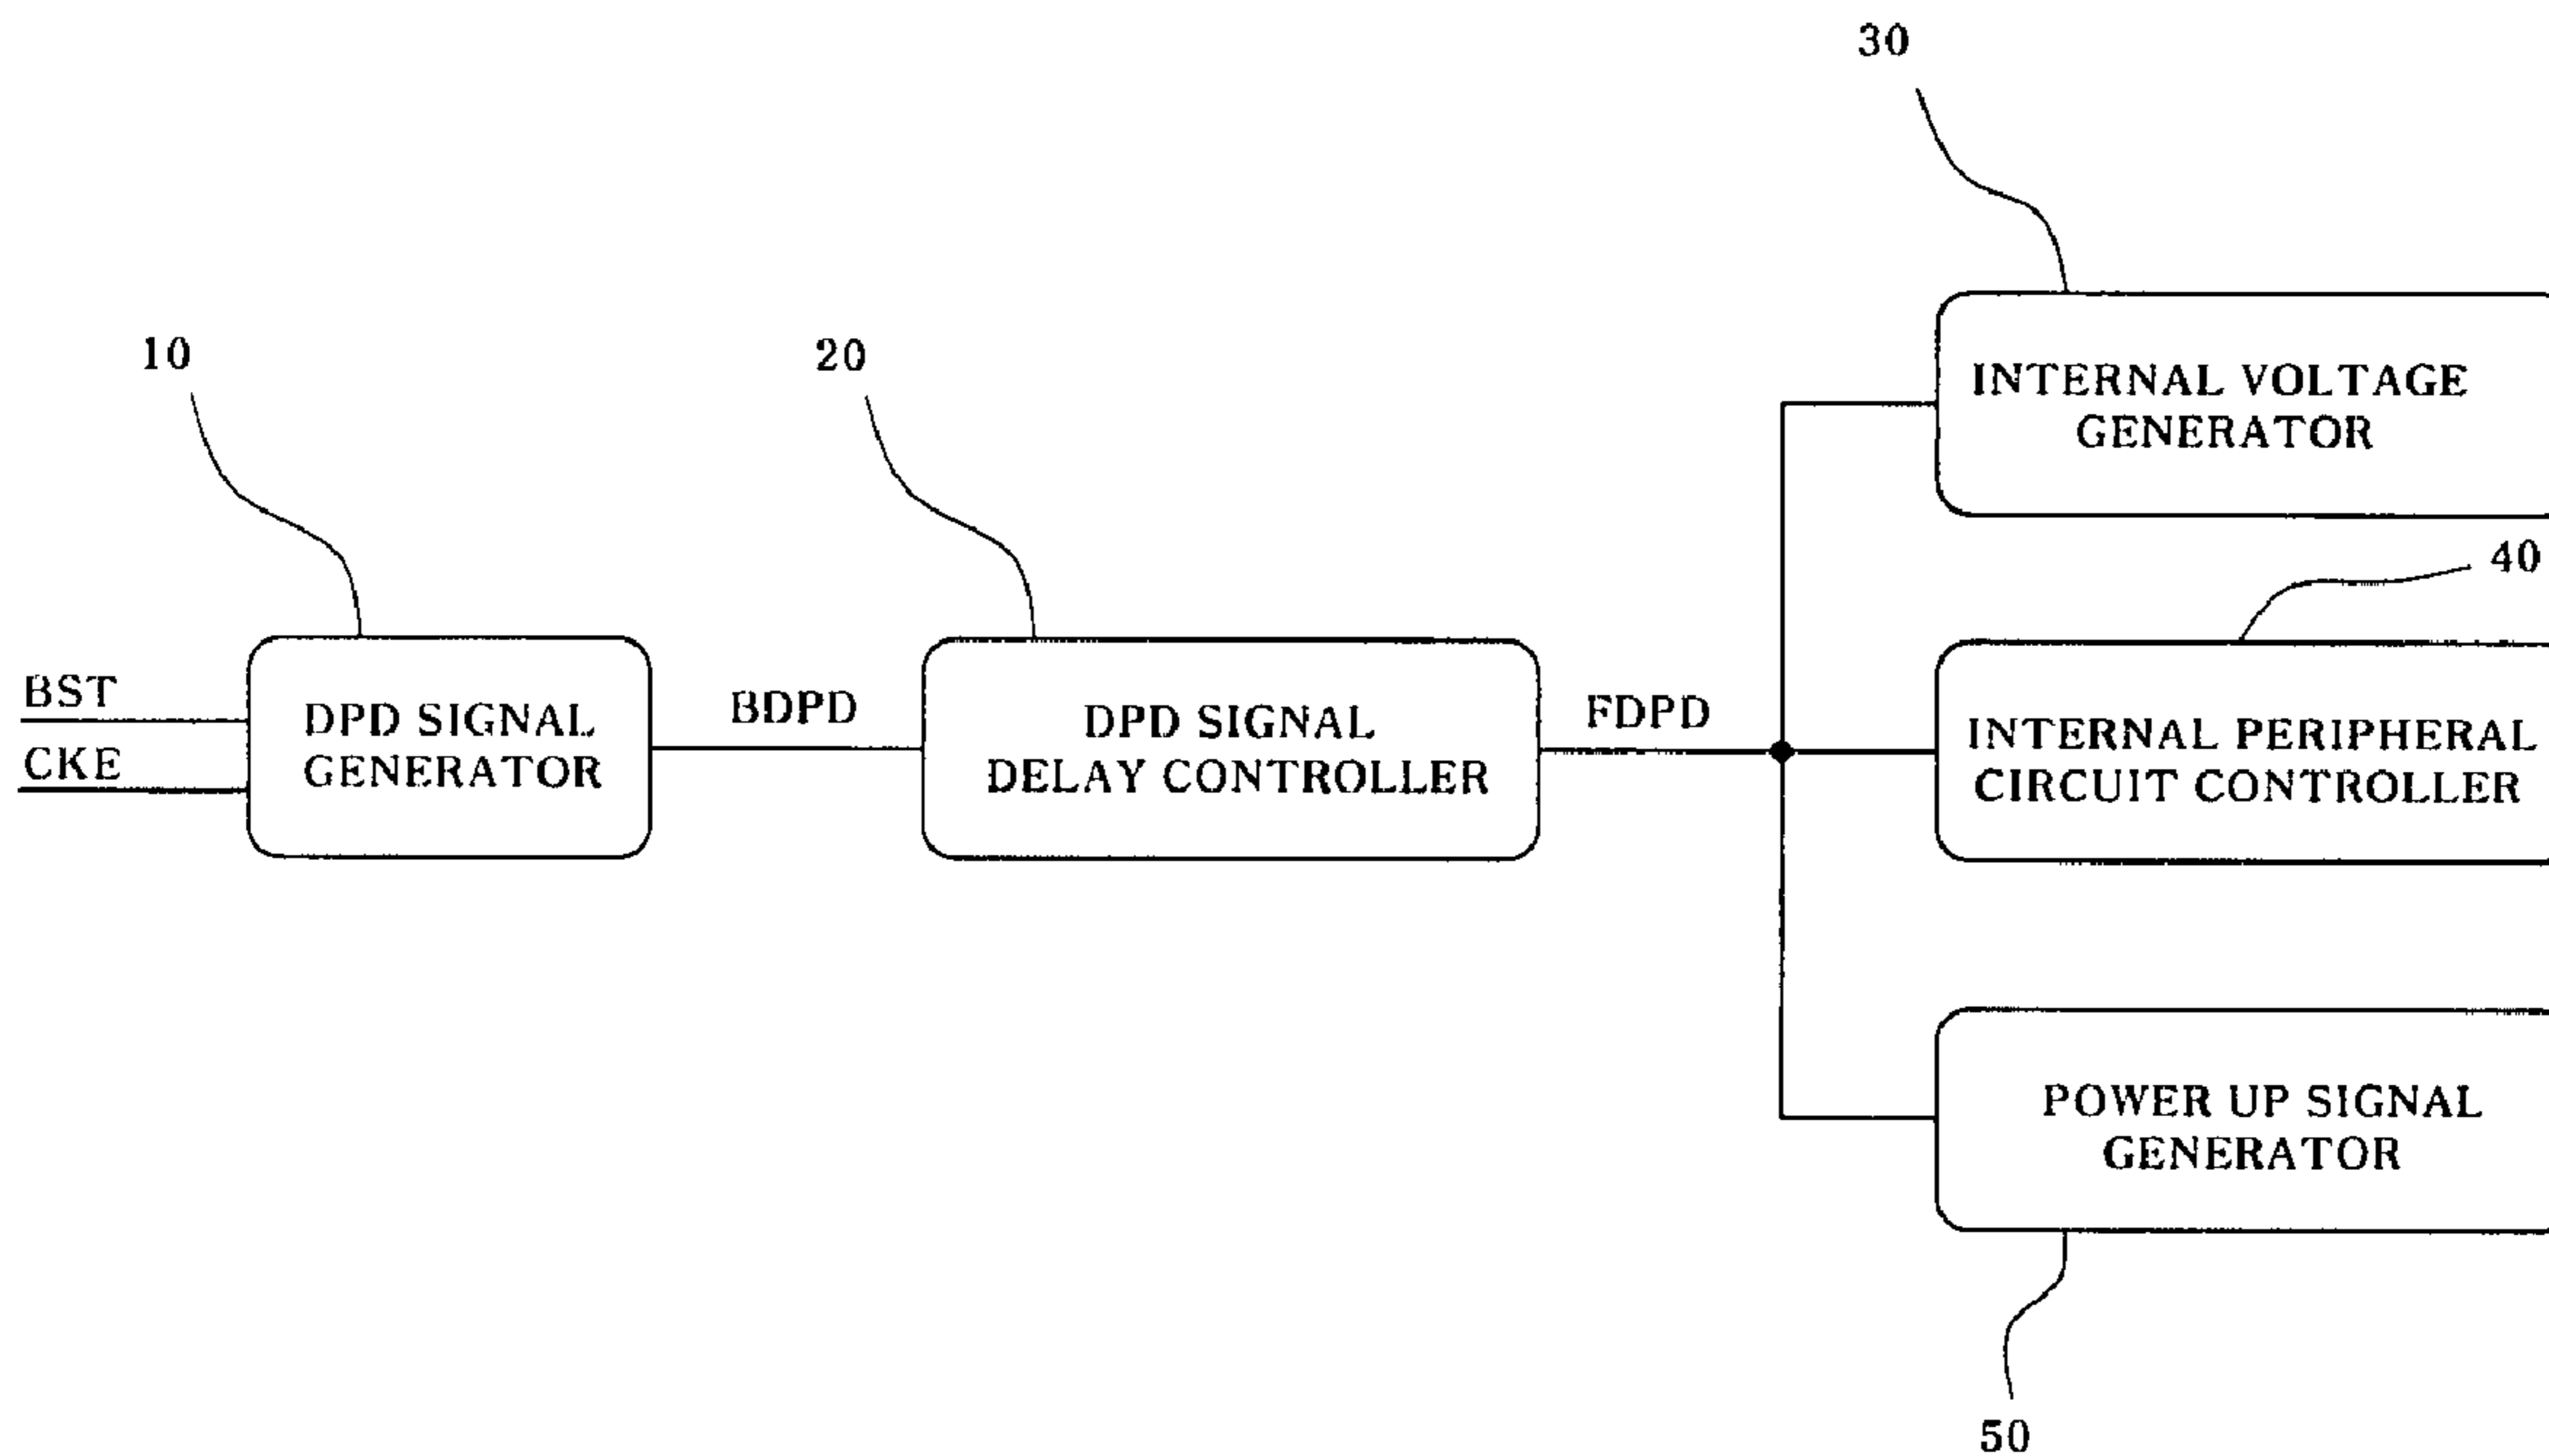 30
10
20
INTERNAL VOLTAGE
GENERATOR
40
BST
CKE
DPD SIGNAL
GENERATOR
BDPD
DPD SIGNAL
DELAY CONTROLLER
FDPD
INTERNAL PERIPHERAL
CIRCUIT CONTROLLER
POWER UP SIGNAL
GENERATOR
50